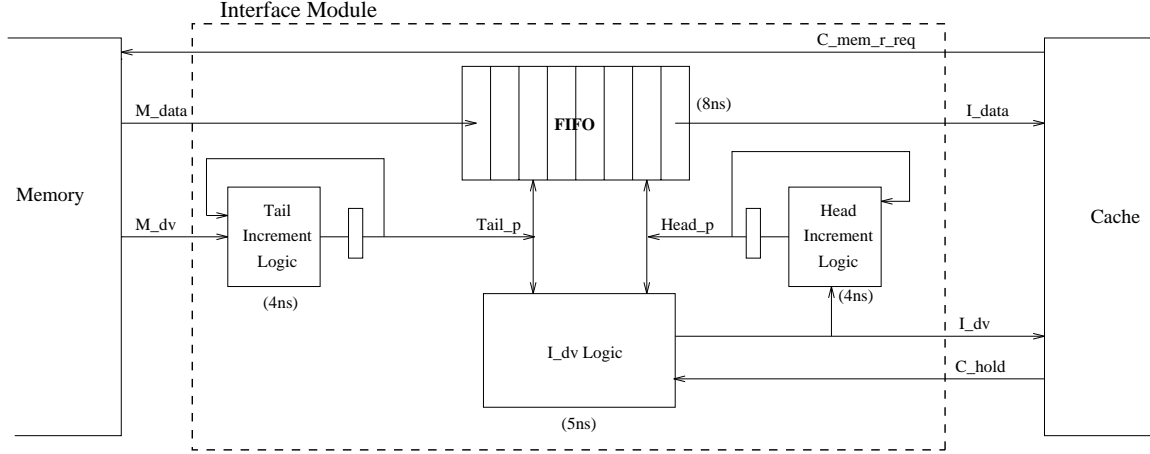 Interface Module
C_mem_r_req
M_data
FIFO
(8ns)
I_data
Memory
Tail
Increment
Logic
Head
Increment
Logic
Cache
M_dv
Tail_p
Head_p
(4ns)
(4ns)
I_dv
I_dv Logic
C_hold
(5ns)